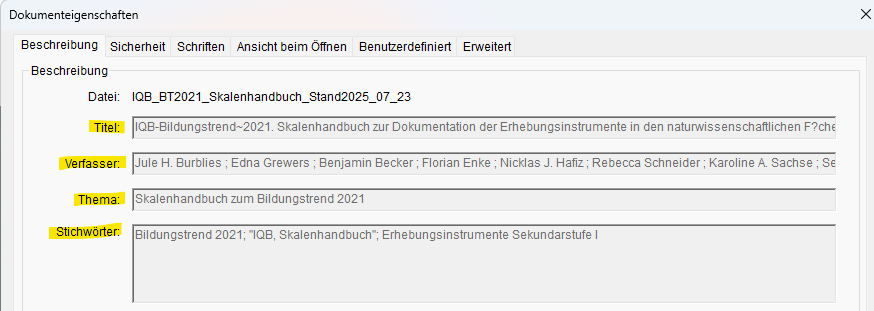 Dokumenteigenschaften
Beschreibung Sicherheit Schriften Ansicht beim Öffnen Benutzerdefiniert Erweitert
Beschreibung
Datei: IQB_BT2021_Skalenhandbuch_Stand2025_07_23
Titel: IQB-Bildungstrend~2021. Skalenhandbuch zur Dokumentation der Erhebungsinstrumente in den naturwissenschaftlichen F?che
Verfasser: Jule H. Burblies ; Edna Grewers ; Benjamin Becker ; Florian Enke ; Nicklas J. Hafiz ; Rebecca Schneider ; Karoline A. Sachse ; Se
Thema: Skalenhandbuch zum Bildungstrend 2021
Stichwörter: Bildungstrend 2021; "IQB, Skalenhandbuch"; Erhebungsinstrumente Sekundarstufe I